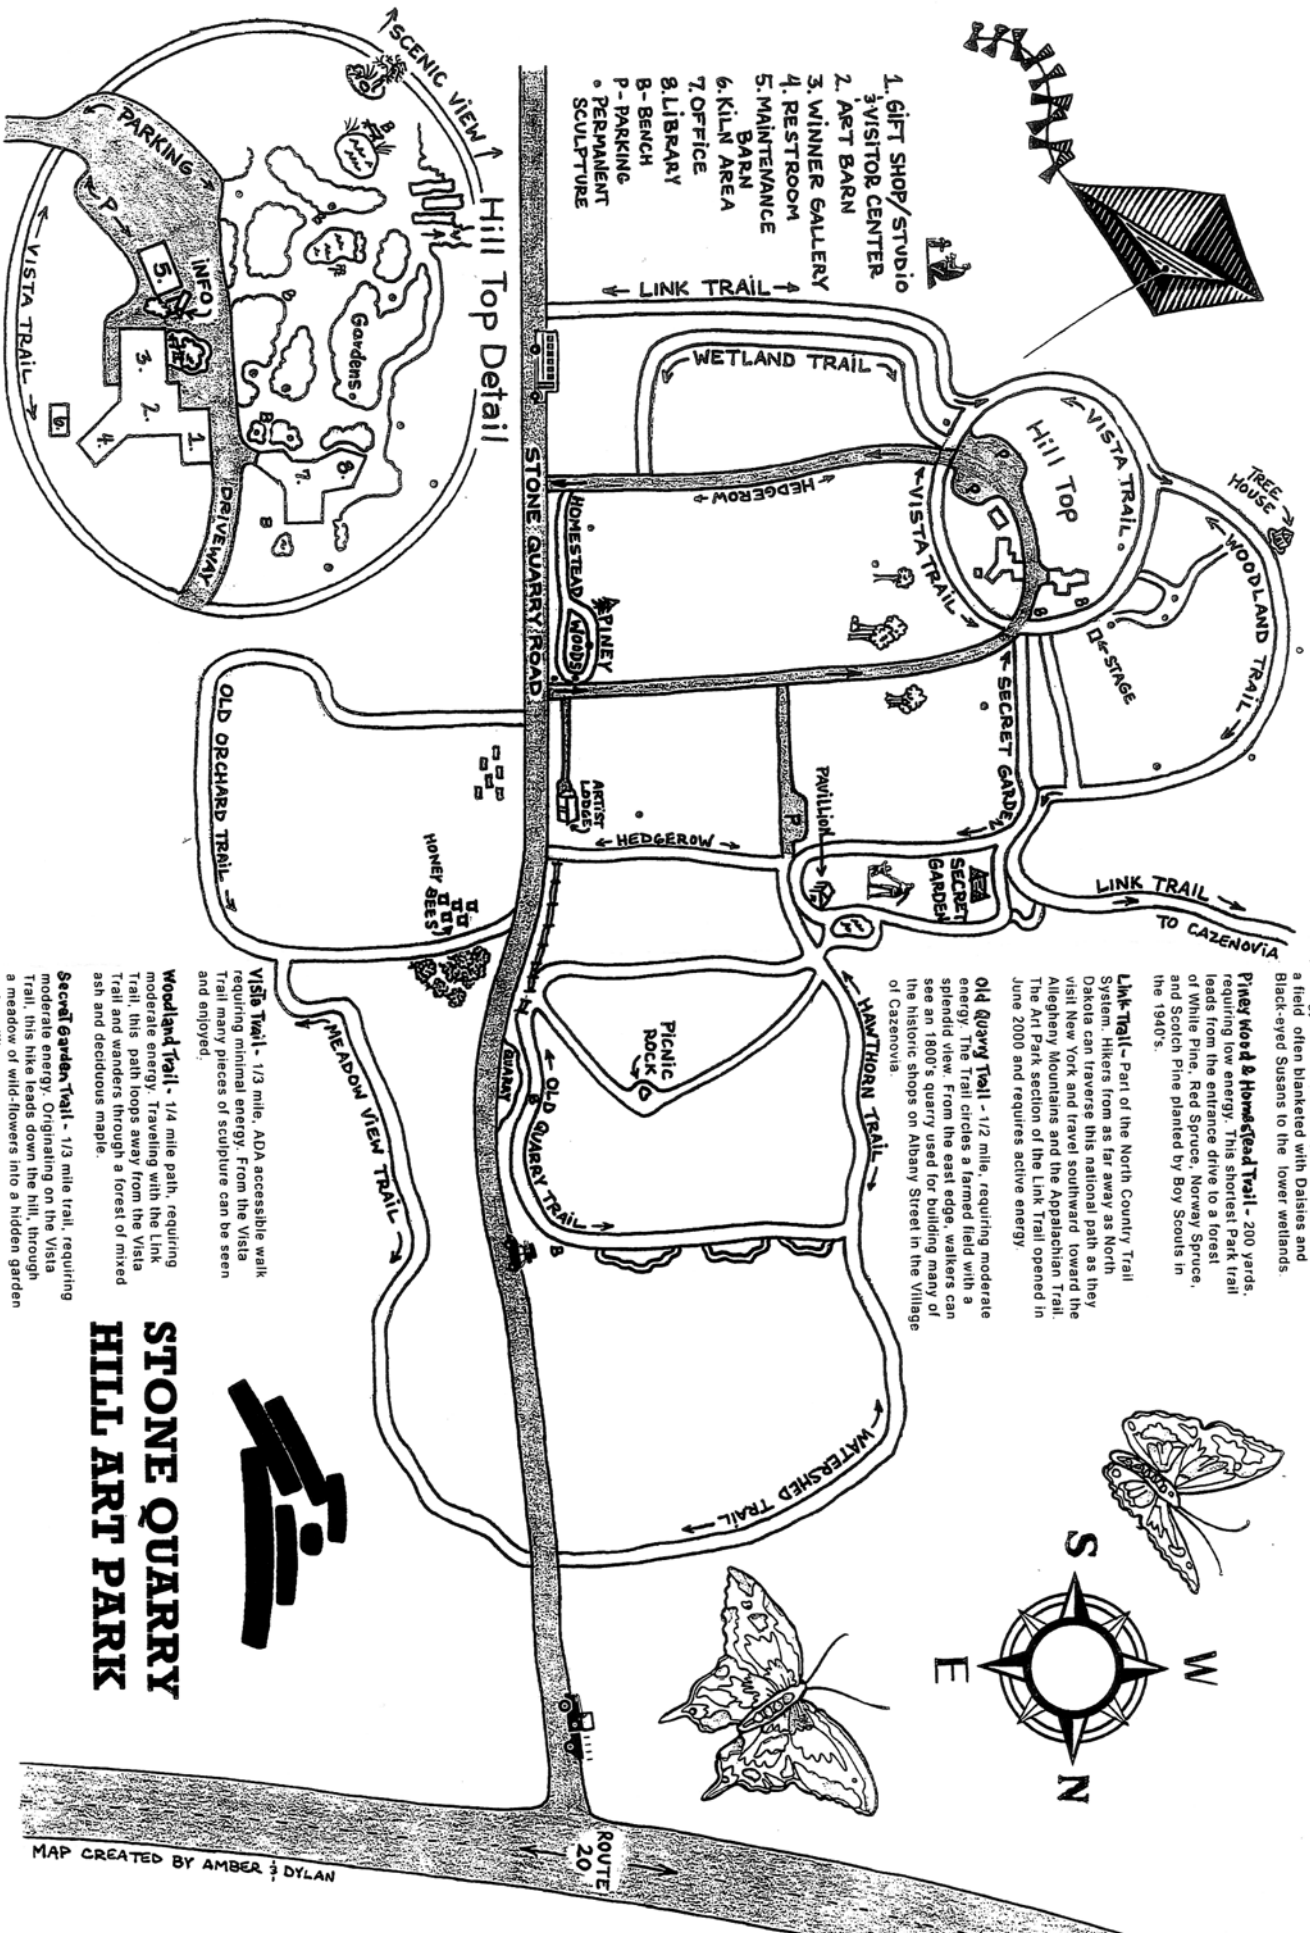 1. GIFT SHOP/STUDIO
& VISITOR CENTER
2. ART BARN
3. WINNER GALLERY
4. RESTROOM
5. MAINTENANCE
BARN
6. KILN AREA
7. OFFICE
8. LIBRARY
B-BENCH
P-PARKING
• PERMANENT
SCULPTURE
Hill Top Detail
SCENIC VIEW
PARKING
P
VISTA TRAIL
INFO
5.
3.
2.
4.
1.
6.
7.
8.
B
B
B
B
Gardens
DRIVEWAY
LINK TRAIL
WETLAND TRAIL
HEDGEROW
VISTA TRAIL
VISTA TRAIL
Hill Top
P
P
B
B
TREE
HOUSE
WOODLAND TRAIL
STAGE
SECRET GARDEN
STONE QUARRY ROAD
HOMESTEAD
PINEY
WOODS
ARTIST
LODGE
PAVILLION
P
HEDGEROW
SECRET
GARDEN
LINK TRAIL
TO CAZENOVIA
OLD ORCHARD TRAIL
HONEY
BEES
MEADOW VIEW TRAIL
PICNIC
ROCK
QUARRY
B
OLD QUARRY TRAIL
B
HAWTHORN TRAIL
WATERSHED TRAIL
a field often blanketed with Daisies and
Black-eyed Susans to the lower wetlands.
Piney Wood & Homestead Trail - 200 yards,
requiring low energy. This shortest Park trail
leads from the entrance drive to a forest
of White Pine, Red Spruce, Norway Spruce,
and Scotch Pine planted by Boy Scouts in
the 1940's.
Link Trail - Part of the North Country Trail
System. Hikers from as far away as North
Dakota can traverse this national path as they
visit New York and travel southward toward the
Allegheny Mountains and the Appalachian Trail.
The Art Park section of the Link Trail opened in
June 2000 and requires active energy.
Old Quarry Trail - 1/2 mile, requiring moderate
energy. The Trail circles a farmed field with a
splendid view. From the east edge, walkers can
see an 1800's quarry used for building many of
the historic shops on Albany Street in the Village
of Cazenovia.
Vista Trail - 1/3 mile, ADA accessible walk
requiring minimal energy. From the Vista
Trail many pieces of sculpture can be seen
and enjoyed.
Woodland Trail - 1/4 mile path, requiring
moderate energy. Traveling with the Link
Trail, this path loops away from the Vista
Trail and wanders through a forest of mixed
ash and deciduous maple.
Secret Garden Trail - 1/3 mile trail, requiring
moderate energy. Originating on the Vista
Trail, this hike leads down the hill, through
a meadow of wild-flowers into a hidden garden
STONE QUARRY
HILL ART PARK
S
W
E
N
ROUTE
20
MAP CREATED BY AMBER & DYLAN